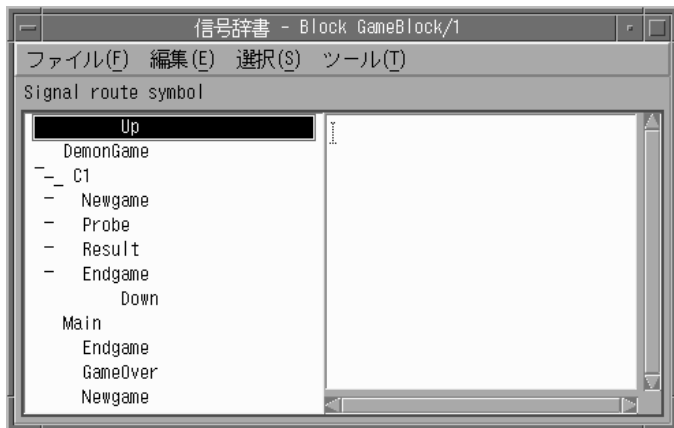 信号辞書 - Block GameBlock/1
ファイル(F) 編集(E) 選択(S) ツール(T)
Signal route symbol
Up
DemonGame
C1
Newgame
Probe
Result
Endgame
Down
Main
Endgame
GameOver
Newgame